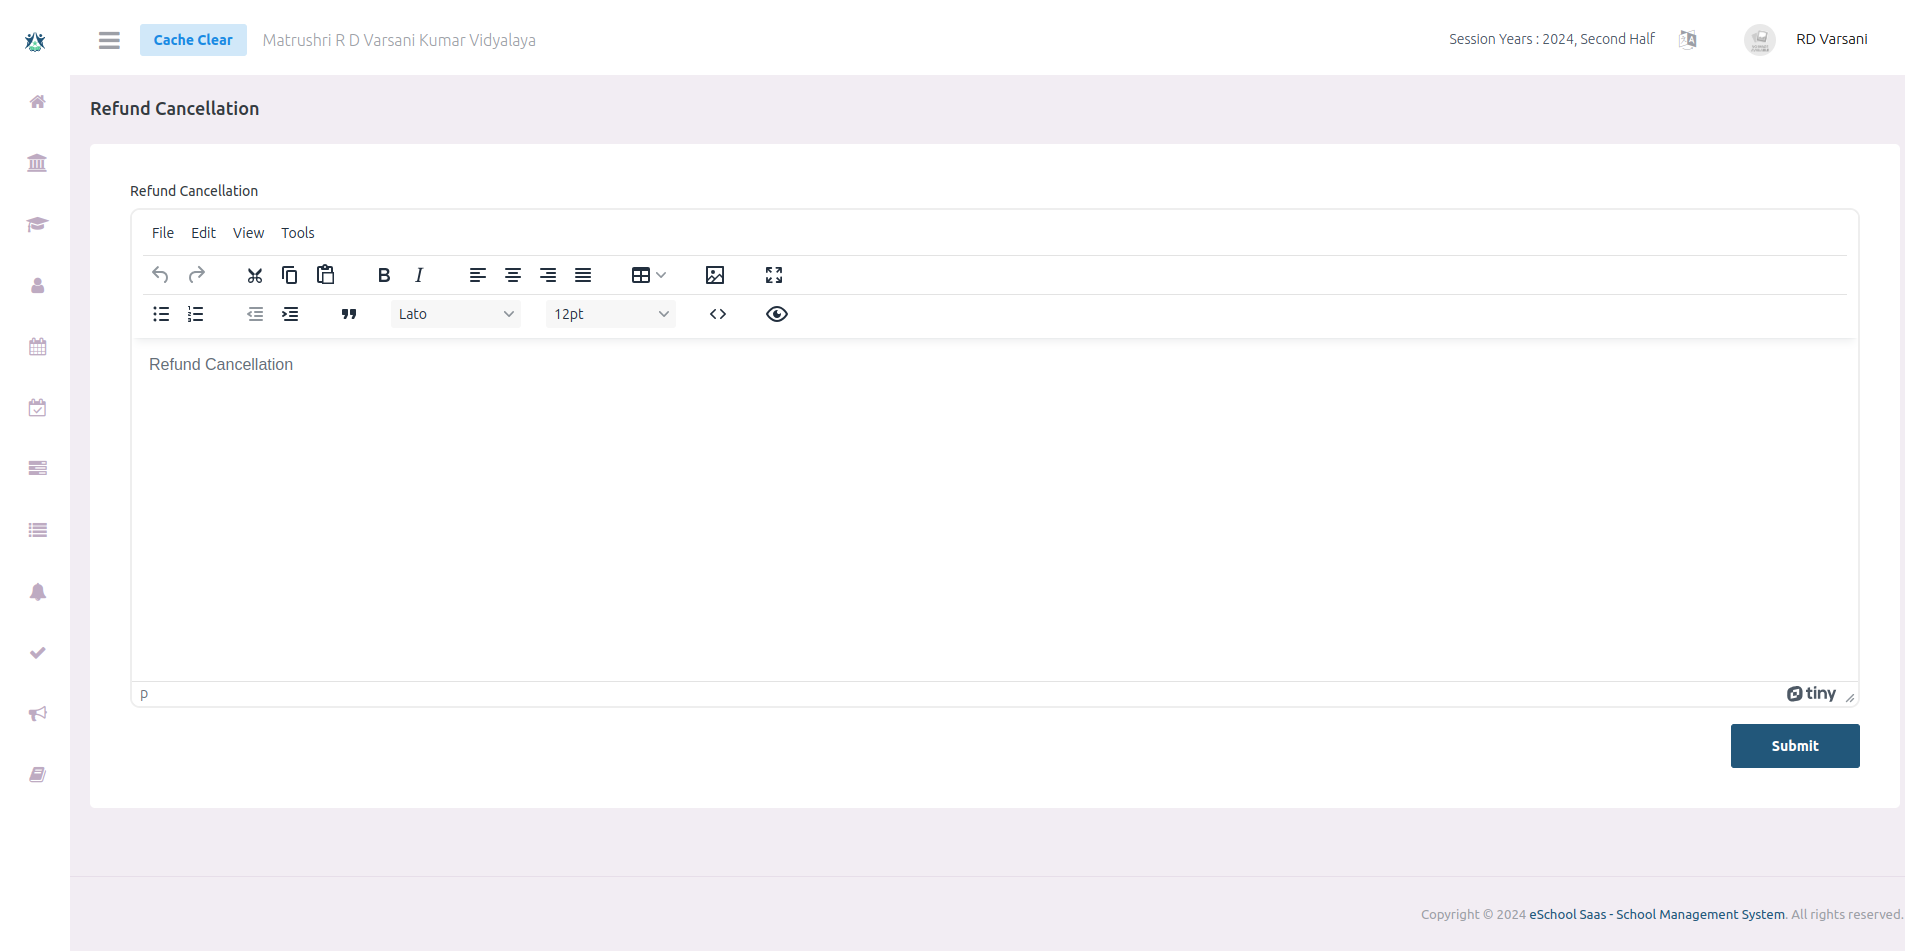 Cache Clear Matrushri R D Varsani Kumar Vidyalaya Session Years : 2024, Second Half RD Varsani
Refund Cancellation
Refund Cancellation
File Edit View Tools
Lato 12pt
Refund Cancellation
p tiny
Submit
Copyright © 2024 eSchool Saas - School Management System. All rights reserved.